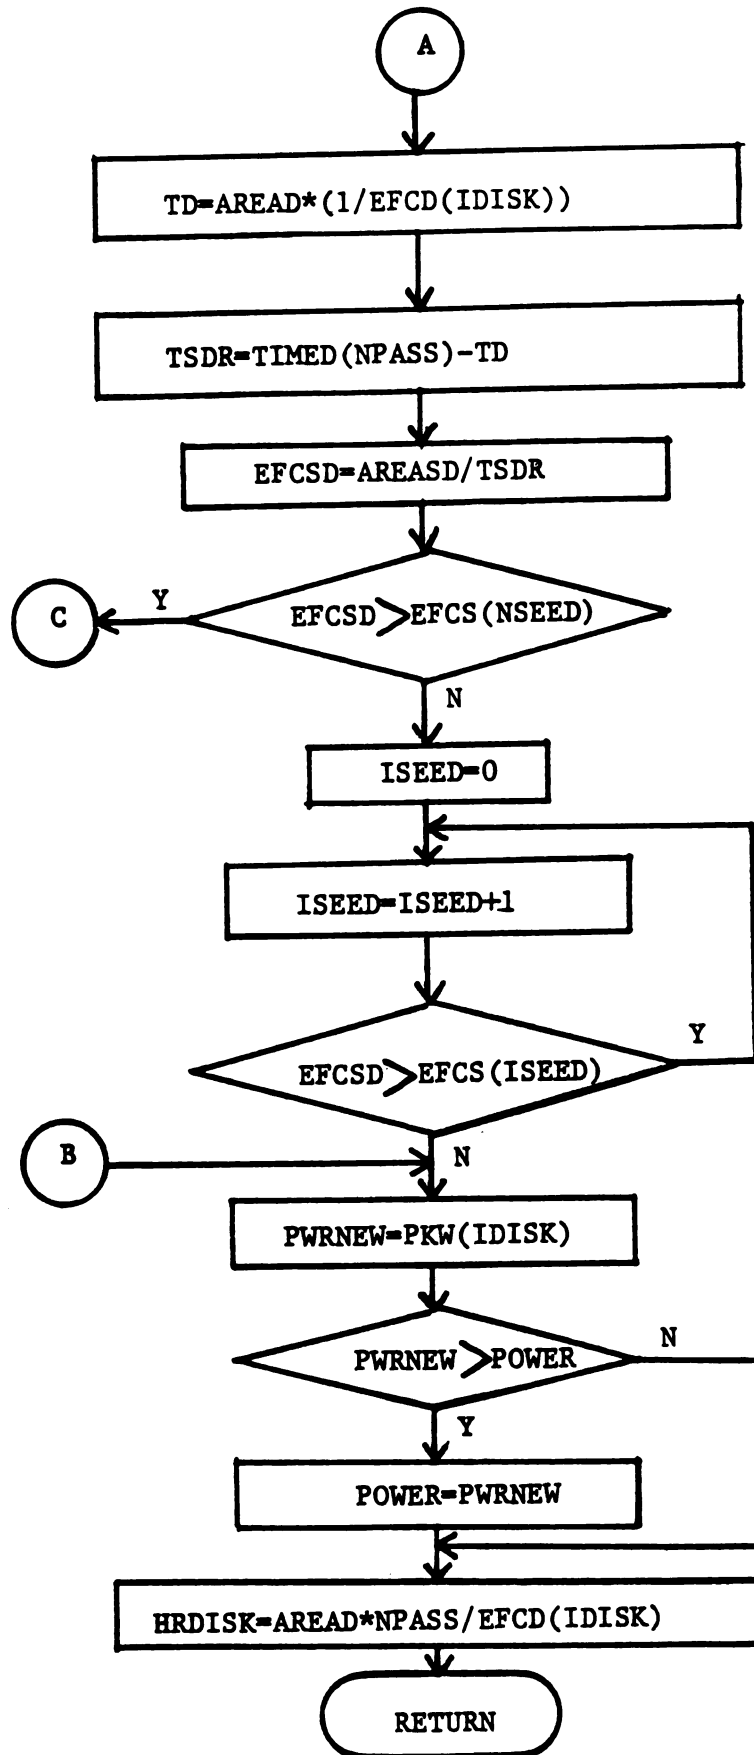 A
TD=AREAD*(1/EFCD(IDISK))
TSDR=TIMED(NPASS)-TD
EFCSD=AREASD/TSDR
C
Y
EFCSD>EFCS(NSEED)
N
ISEED=0
ISEED=ISEED+1
Y
EFCSD>EFCS(ISEED)
B
N
PWRNEW=PKW(IDISK)
N
PWRNEW>POWER
Y
POWER=PWRNEW
HRDISK=AREAD*NPASS/EFCD(IDISK)
RETURN